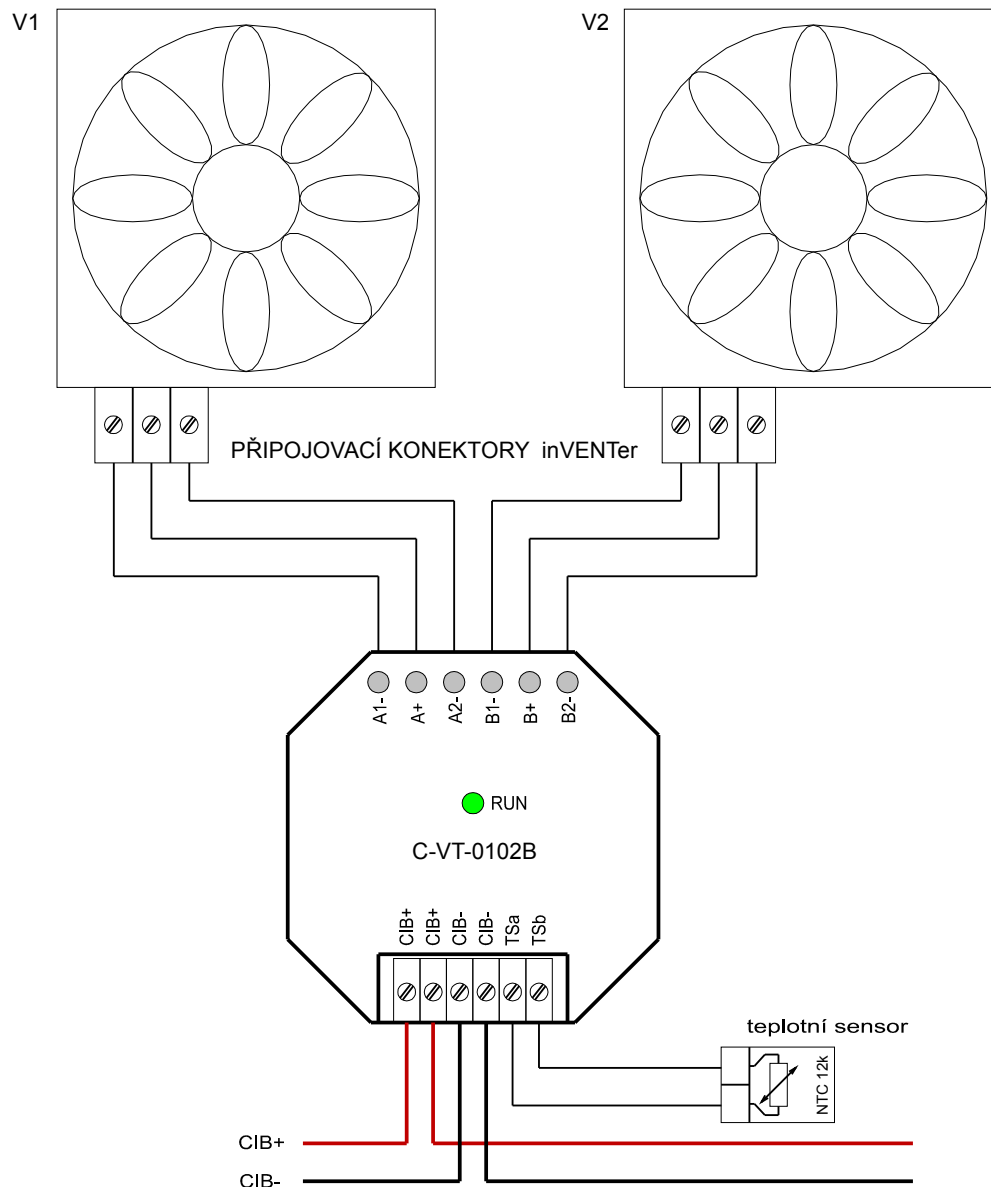 V1
V2
PŘIPOJOVACÍ KONEKTORY inVENTer
A1-
A+
A2-
B1-
B+
B2-
RUN
C-VT-0102B
CIB+
CIB+
CIB-
CIB-
TSa
TSb
teplotní sensor
NTC 12k
CIB+
CIB-